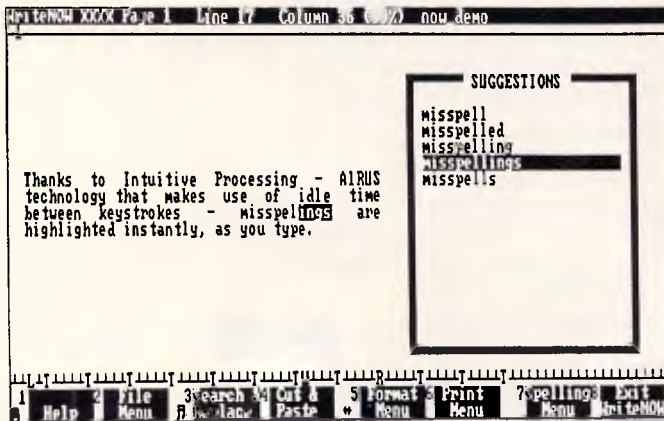 WriteNOW XXXX Page 1 Line 17 Column 36 now demo
SUGGESTIONS
misspell
misspelled
misspelling
misspellings
misspells
Thanks to Intuitive Processing - AIRUS
technology that makes use of idle time
between keystrokes - misspelings are
highlighted instantly, as you type.
1 2 File 3 Search 4 Cut & 5 Format 6 Print 7 Spelling 8 Exit
Help Menu Replace Paste Menu Menu Menu WriteNOW